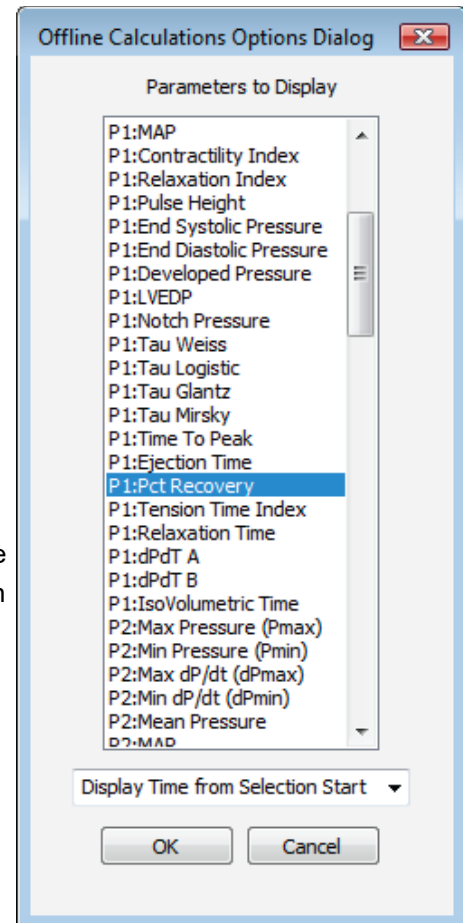 Offline Calculations Options Dialog
Parameters to Display
P1:MAP
P1:Contractility Index
P1:Relaxation Index
P1:Pulse Height
P1:End Systolic Pressure
P1:End Diastolic Pressure
P1:Developed Pressure
P1:LVEDP
P1:Notch Pressure
P1:Tau Weiss
P1:Tau Logistic
P1:Tau Glantz
P1:Tau Mirsky
P1:Time To Peak
P1:Ejection Time
P1:Pct Recovery
P1:Tension Time Index
P1:Relaxation Time
P1:dPdT A
P1:dPdT B
P1:IsoVolumetric Time
P2:Max Pressure (Pmax)
P2:Min Pressure (Pmin)
P2:Max dP/dt (dPmax)
P2:Min dP/dt (dPmin)
P2:Mean Pressure
P2:MAP
Display Time from Selection Start
OK Cancel